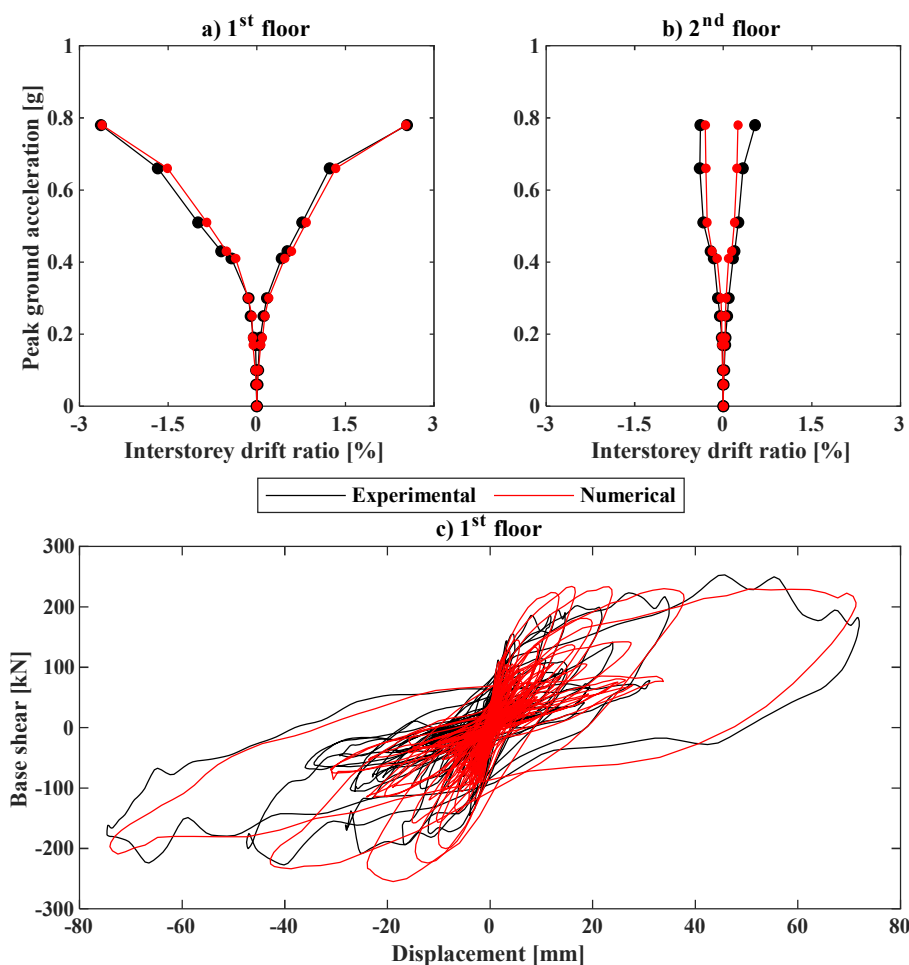 a) 1st floor
Peak ground acceleration [g]
1
0.8
0.6
0.4
0.2
0
-3 -1.5 0 1.5 3
Interstorey drift ratio [%]
b) 2nd floor
1
0.8
0.6
0.4
0.2
0
-3 -1.5 0 1.5 3
Interstorey drift ratio [%]
Experimental Numerical
c) 1st floor
Base shear [kN]
300
200
100
0
-100
-200
-300
-80 -60 -40 -20 0 20 40 60 80
Displacement [mm]